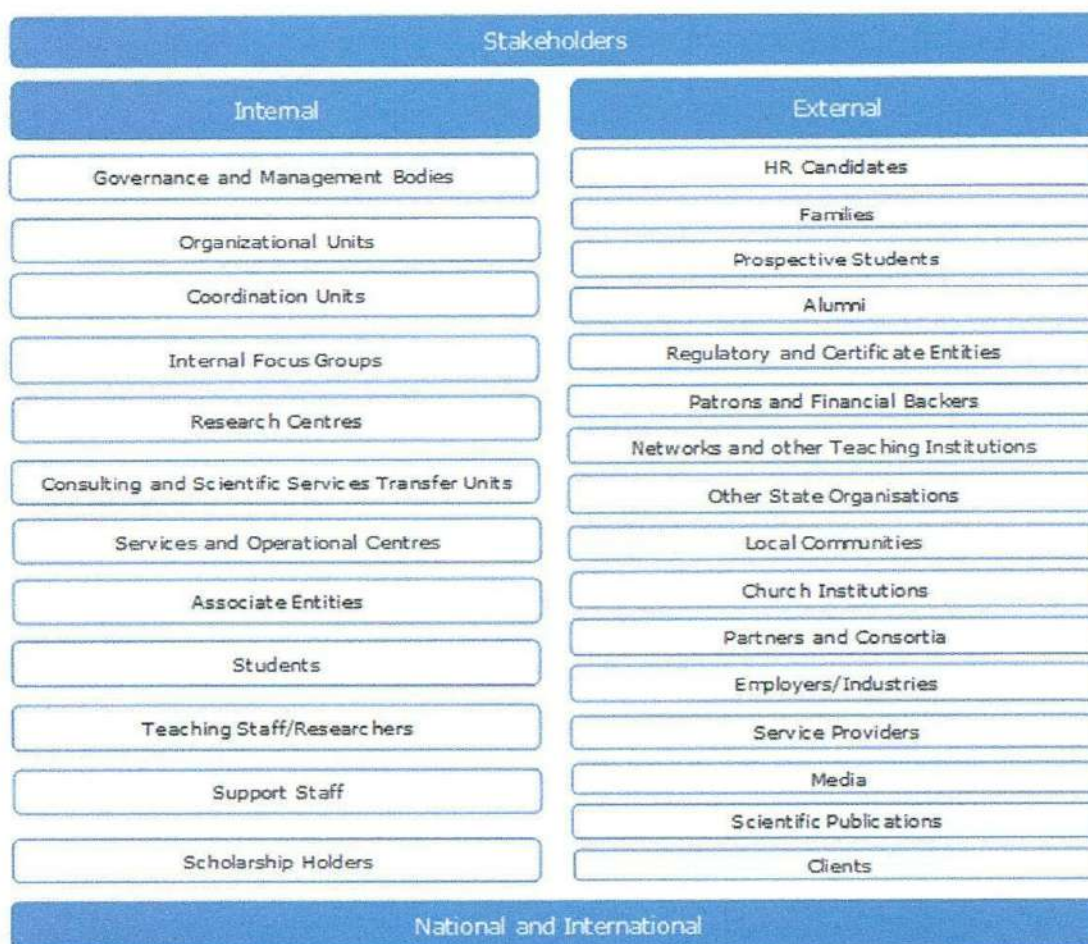 Stakeholders
Internal
Governance and Management Bodies
Organizational Units
Coordination Units
Internal Focus Groups
Research Centres
Consulting and Scientific Services Transfer Units
Services and Operational Centres
Associate Entities
Students
Teaching Staff/Researchers
Support Staff
Scholarship Holders
External
HR Candidates
Families
Prospective Students
Alumni
Regulatory and Certificate Entities
Patrons and Financial Backers
Networks and other Teaching Institutions
Other State Organisations
Local Communities
Church Institutions
Partners and Consortia
Employers/Industries
Service Providers
Media
Scientific Publications
Clients
National and International